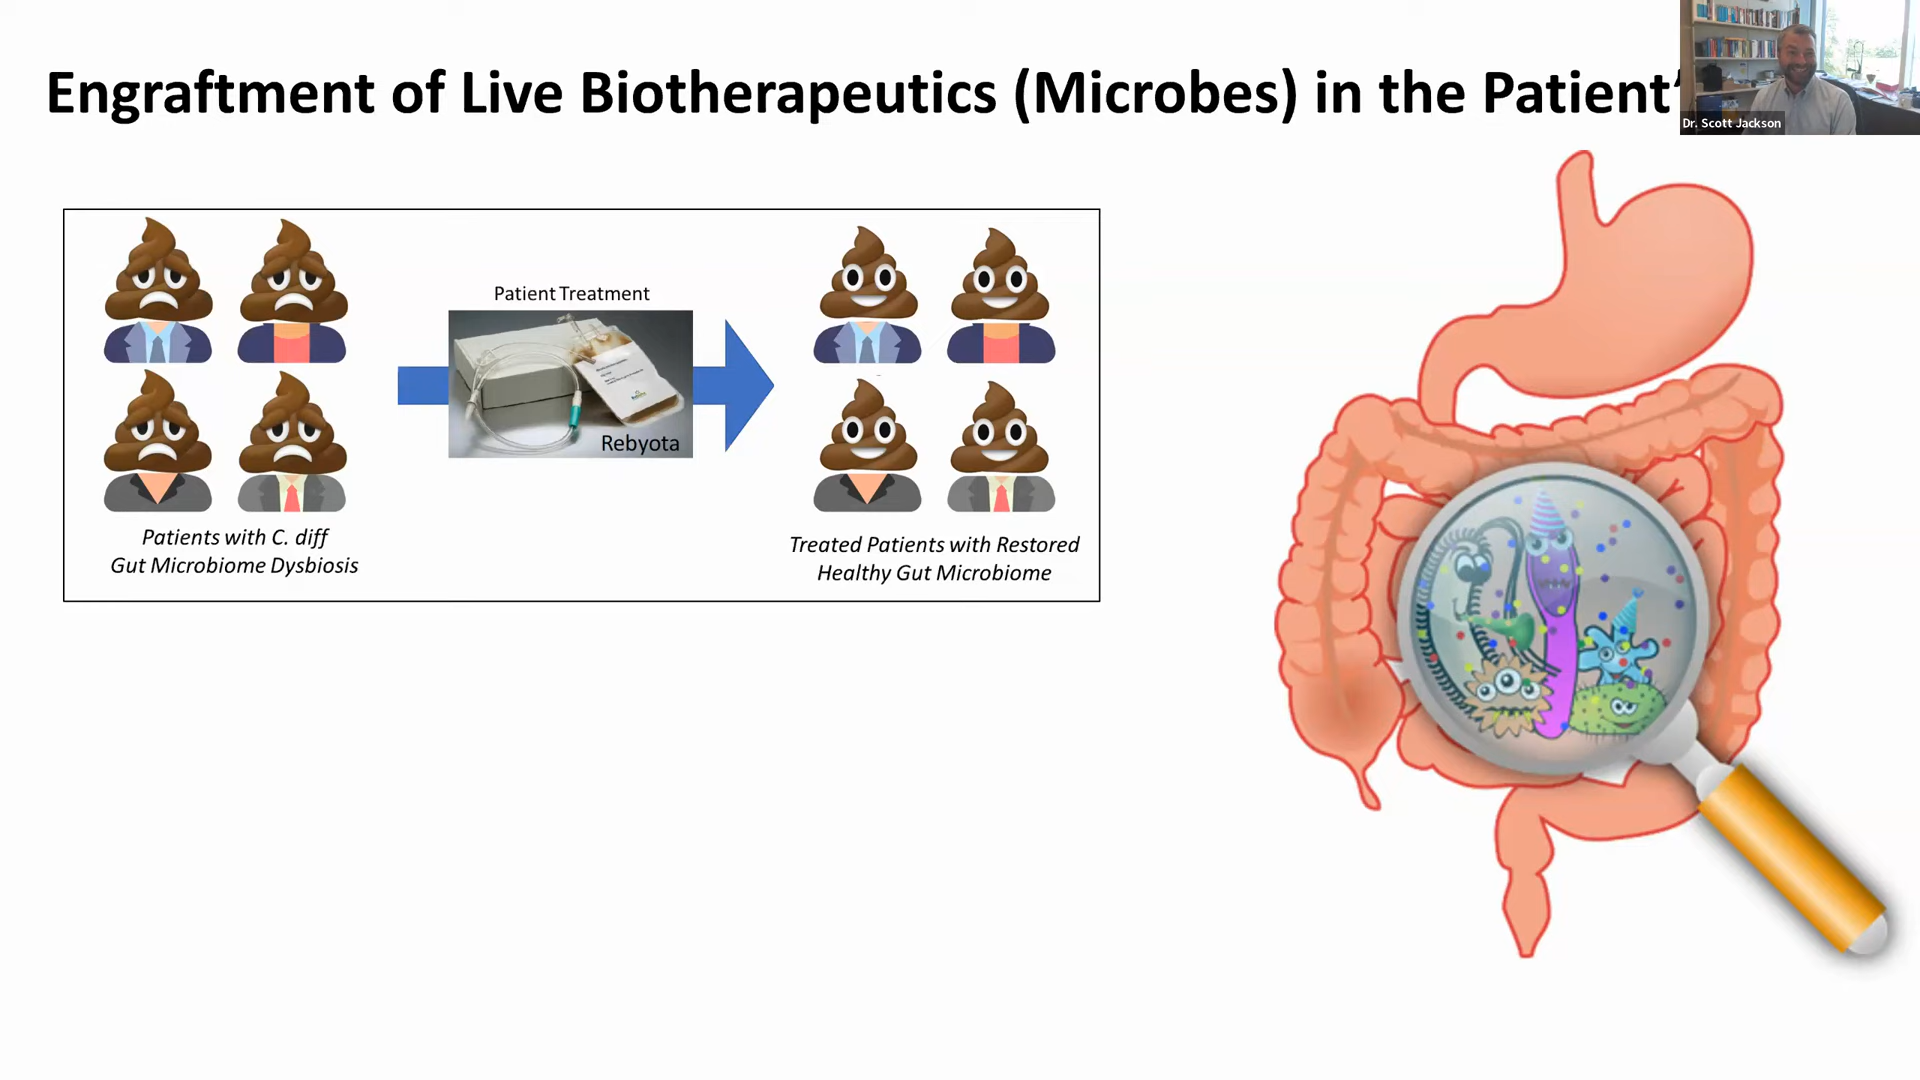 Engraftment of Live Biotherapeutics (Microbes) in the Patient'
Dr. Scott Jackson
Patient Treatment
Rebyota
Patients with C. diff
Gut Microbiome Dysbiosis
Treated Patients with Restored
Healthy Gut Microbiome